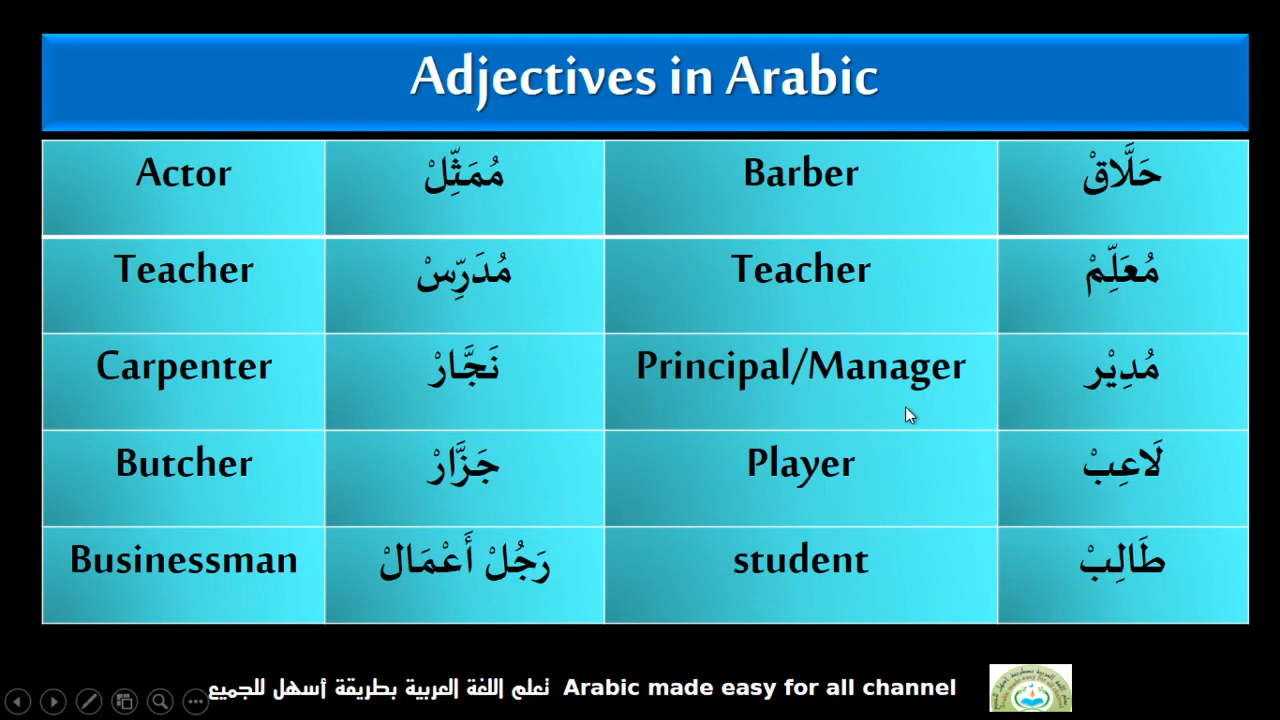 Adjectives in Arabic
Actor مُمَثِّلْ Barber حَلَّاقْ
Teacher مُدَرِّسْ Teacher مُعَلِّمْ
Carpenter نَجَّارْ Principal/Manager مُدِيْر
Butcher جَزَّارْ Player لَاعِبْ
Businessman رَجُلْ أَعْمَالْ student طَالِبْ
تعلم اللغة العربية بطريقة أسهل للجميع Arabic made easy for all channel